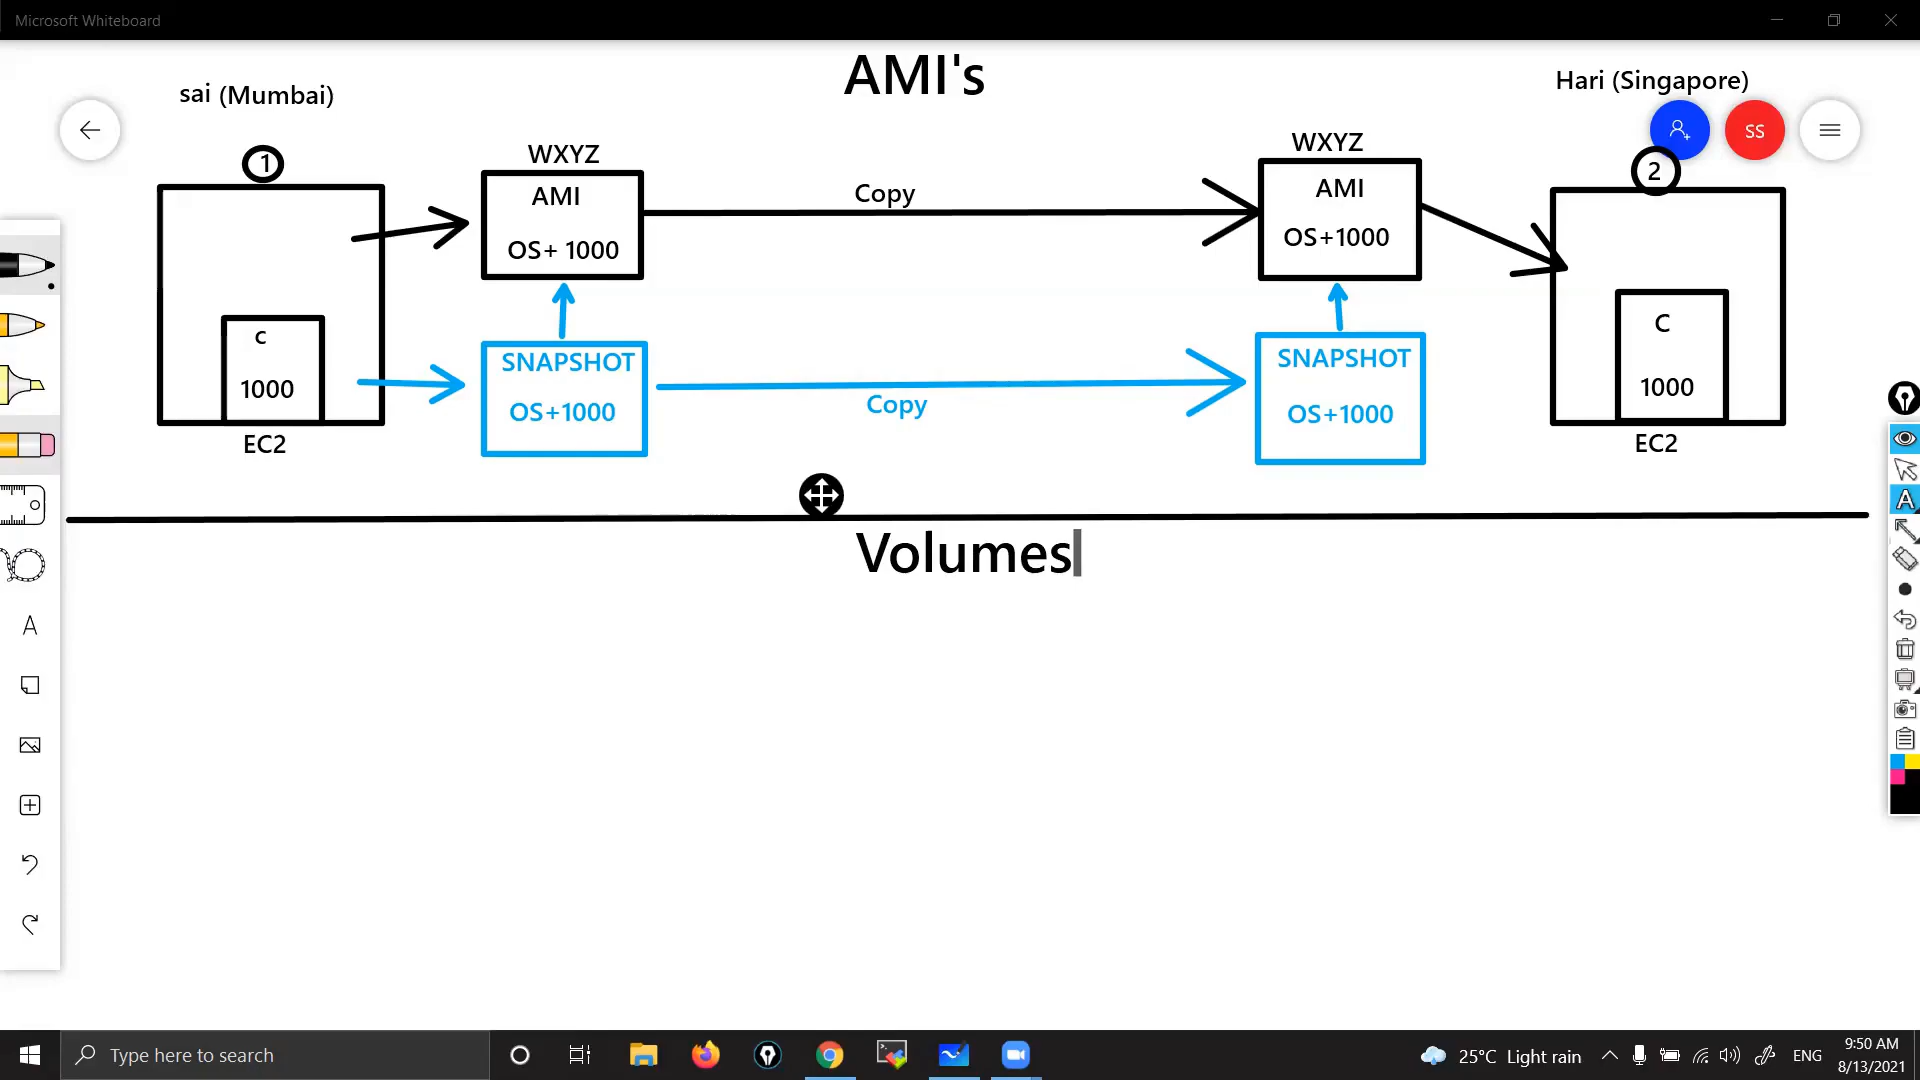 Microsoft Whiteboard
AMI's
sai (Mumbai)
Hari (Singapore)
SS
1
WXYZ
WXYZ
2
AMI
OS+ 1000
Copy
AMI
OS+1000
C
1000
EC2
SNAPSHOT
OS+1000
Copy
SNAPSHOT
OS+1000
C
1000
EC2
Volumes
A
A
Type here to search
25°C Light rain
ENG
9:50 AM
8/13/2021